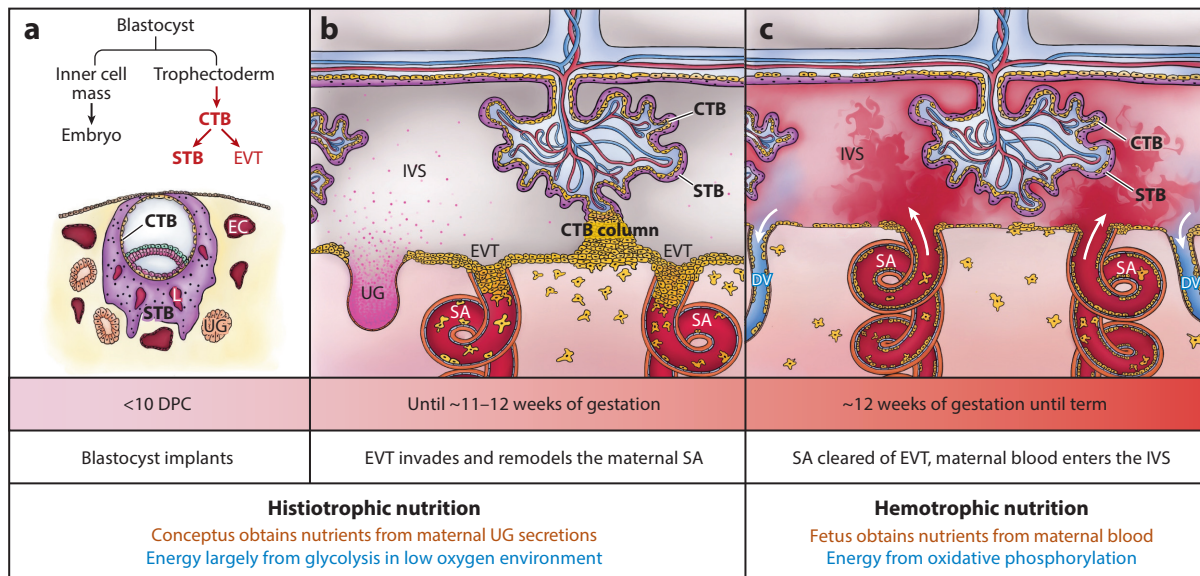 a
Blastocyst
Inner cell
mass
Trophectoderm
Embryo
CTB
STB
EVT
CTB
EC
L
STB
UG
b
CTB
IVS
STB
CTB column
EVT
EVT
UG
SA
SA
c
IVS
CTB
STB
SA
SA
DV
DV
<10 DPC
Until ~11–12 weeks of gestation
~12 weeks of gestation until term
Blastocyst implants
EVT invades and remodels the maternal SA
SA cleared of EVT, maternal blood enters the IVS
Histiotrophic nutrition
Conceptus obtains nutrients from maternal UG secretions
Energy largely from glycolysis in low oxygen environment
Hemotrophic nutrition
Fetus obtains nutrients from maternal blood
Energy from oxidative phosphorylation